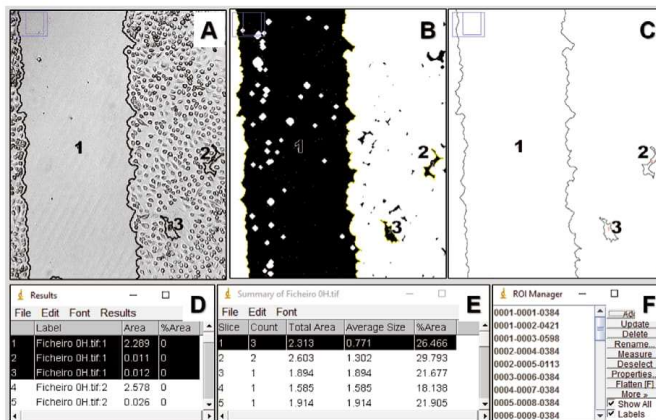 A
1
2
3
B
1
2
3
C
1
2
3
Results
File Edit Font Results
Label Area %Area
1 Ficheiro 0H.tif:1 2.289 0
2 Ficheiro 0H.tif:1 0.011 0
3 Ficheiro 0H.tif:1 0.012 0
4 Ficheiro 0H.tif:2 2.578 0
5 Ficheiro 0H.tif:2 0.026 0
D
Summary of Ficheiro 0H.tif
File Edit Font
Slice Count Total Area Average Size %Area
1 3 2.313 0.771 26.466
2 2 2.603 1.302 29.793
3 1 1.894 1.894 21.677
4 1 1.585 1.585 18.138
5 1 1.914 1.914 21.905
E
ROI Manager
0001-0001-0384
0001-0002-0421
0001-0003-0598
0002-0004-0384
0002-0005-0113
0003-0006-0384
0004-0007-0384
0005-0008-0384
0006-0009-0384
Update
Delete
Rename...
Measure
Deselect
Properties...
Flatten [F]
More »
Show All
Labels
F